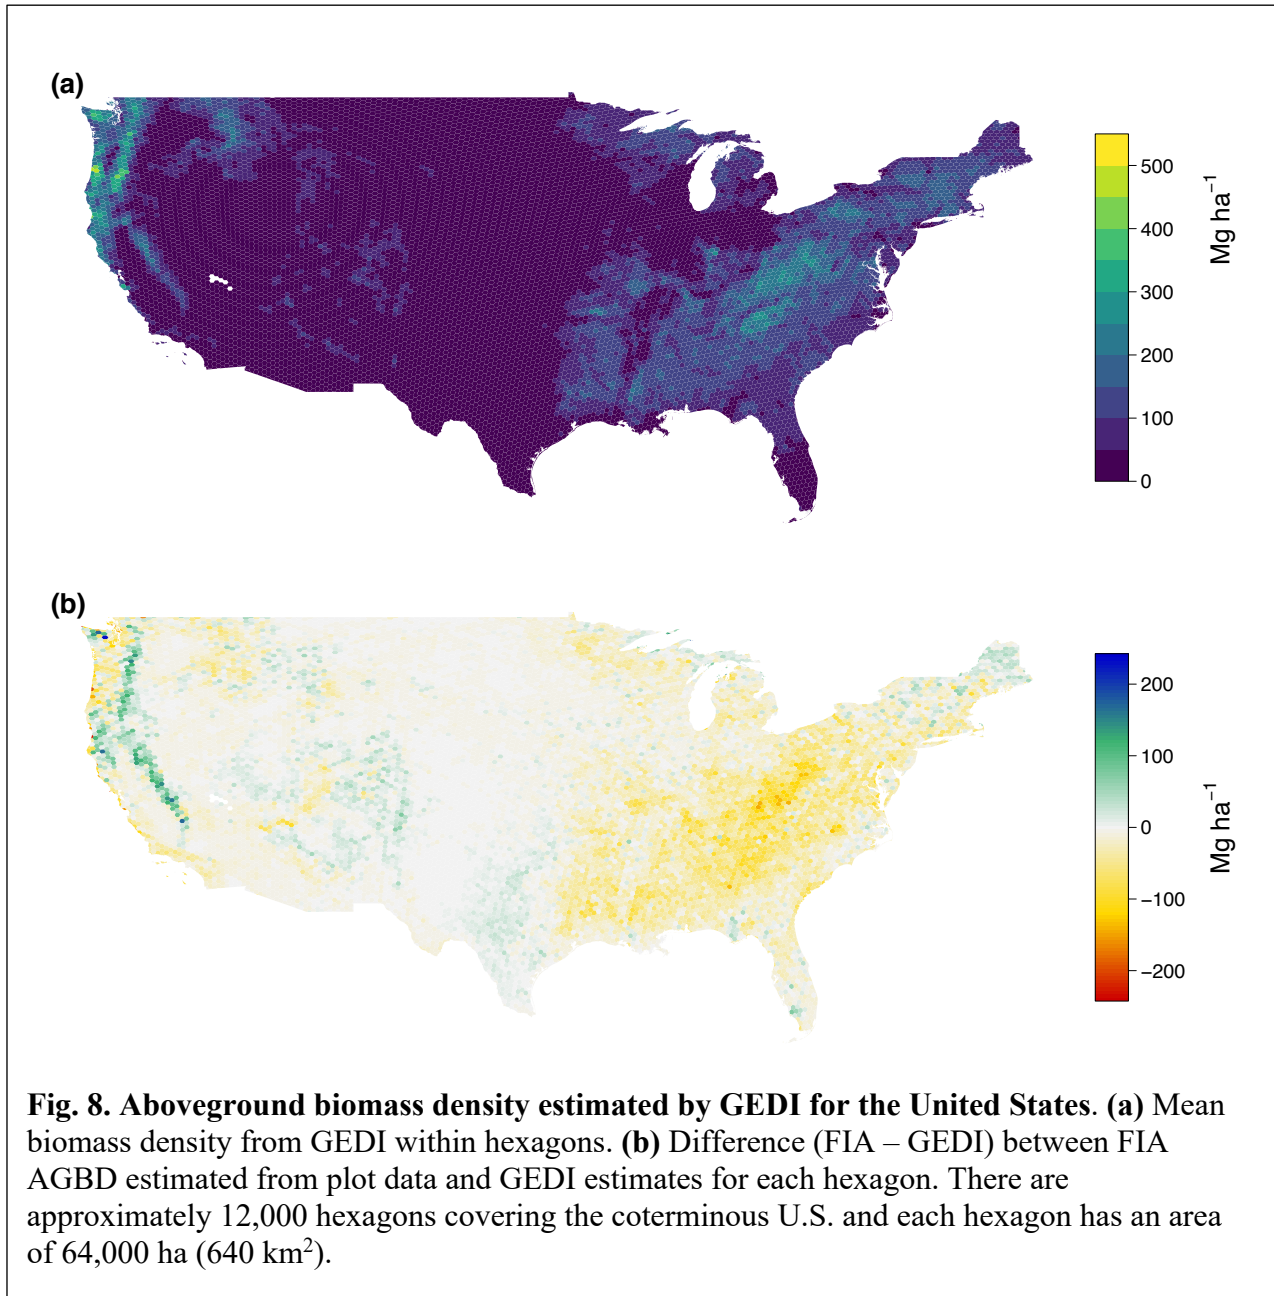 (a)
500
400
300
200
100
0
Mg ha⁻¹
(b)
200
100
0
−100
−200
Mg ha⁻¹
Fig. 8. Aboveground biomass density estimated by GEDI for the United States. (a) Mean
biomass density from GEDI within hexagons. (b) Difference (FIA – GEDI) between FIA
AGBD estimated from plot data and GEDI estimates for each hexagon. There are
approximately 12,000 hexagons covering the coterminous U.S. and each hexagon has an area
of 64,000 ha (640 km²).